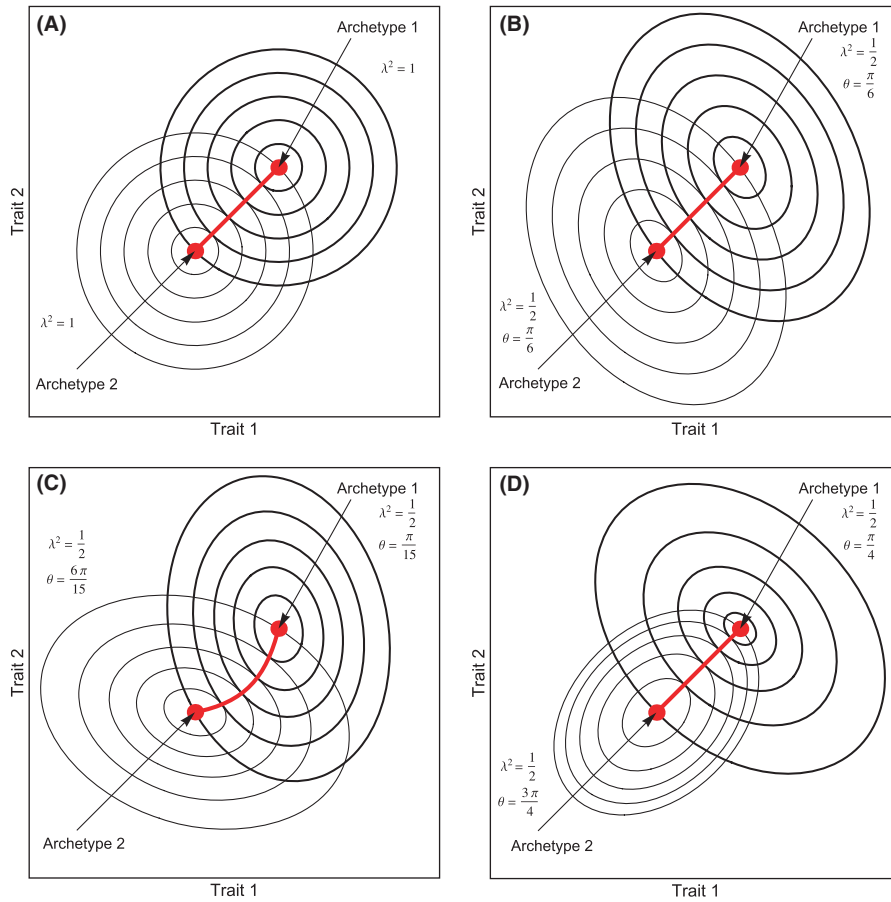 (A)
Archetype 1
λ² = 1
Trait 2
λ² = 1
Archetype 2
Trait 1
(B)
Archetype 1
λ² = 1/2
θ = π/6
Trait 2
λ² = 1/2
θ = π/6
Archetype 2
Trait 1
(C)
Archetype 1
λ² = 1/2
θ = π/15
λ² = 1/2
θ = 6π/15
Trait 2
Archetype 2
Trait 1
(D)
Archetype 1
λ² = 1/2
θ = π/4
Trait 2
λ² = 1/2
θ = 3π/4
Archetype 2
Trait 1